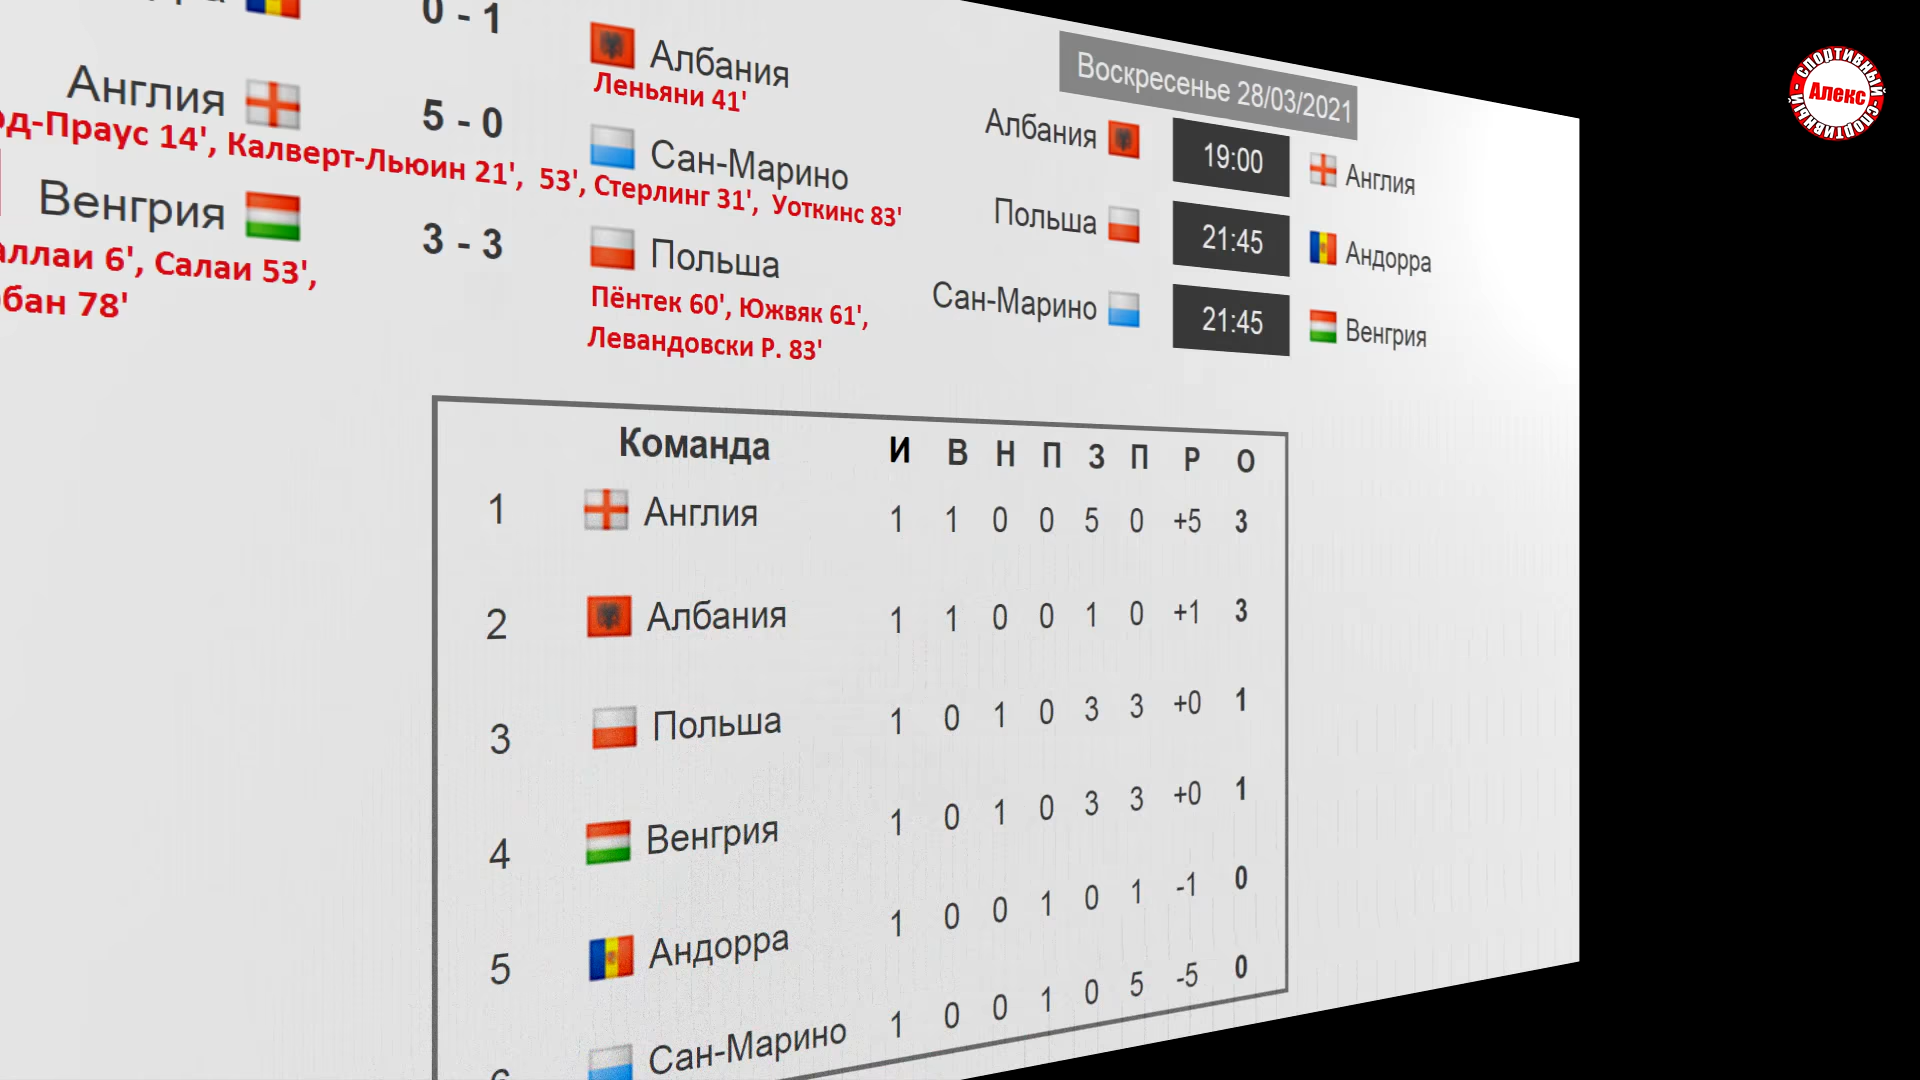 0 - 1
Албания
Леньяни 41'
Англия
5 - 0
Сан-Марино
Праус 14', Калверт-Льюин 21', 53', Стерлинг 31', Уоткинс 83'
Венгрия
3 - 3
Польша
6', Салаи 53',
78'
Пёнтек 60', Южвяк 61',
Левандовски Р. 83'
Воскресенье 28/03/2021
Албания 19:00 Англия
Польша 21:45 Андорра
Сан-Марино 21:45 Венгрия
Команда И В Н П З П Р О
1 Англия 1 1 0 0 5 0 +5 3
2 Албания 1 1 0 0 1 0 +1 3
3 Польша 1 0 1 0 3 3 +0 1
4 Венгрия 1 0 1 0 3 3 +0 1
5 Андорра 1 0 0 1 0 1 -1 0
Сан-Марино 1 0 0 1 0 5 -5 0
СПОРТИВНЫЙ
Алекс
СПОРТИВНЫЙ